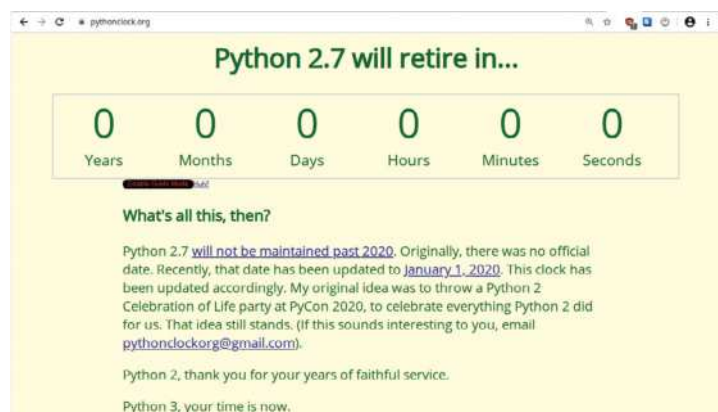 pythonclock.org
Python 2.7 will retire in...
0 0 0 0 0 0
Years Months Days Hours Minutes Seconds
What's all this, then?
Python 2.7 will not be maintained past 2020. Originally, there was no official
date. Recently, that date has been updated to January 1, 2020. This clock has
been updated accordingly. My original idea was to throw a Python 2
Celebration of Life party at PyCon 2020, to celebrate everything Python 2 did
for us. That idea still stands. (If this sounds interesting to you, email
pythonclockorg@gmail.com).
Python 2, thank you for your years of faithful service.
Python 3, your time is now.